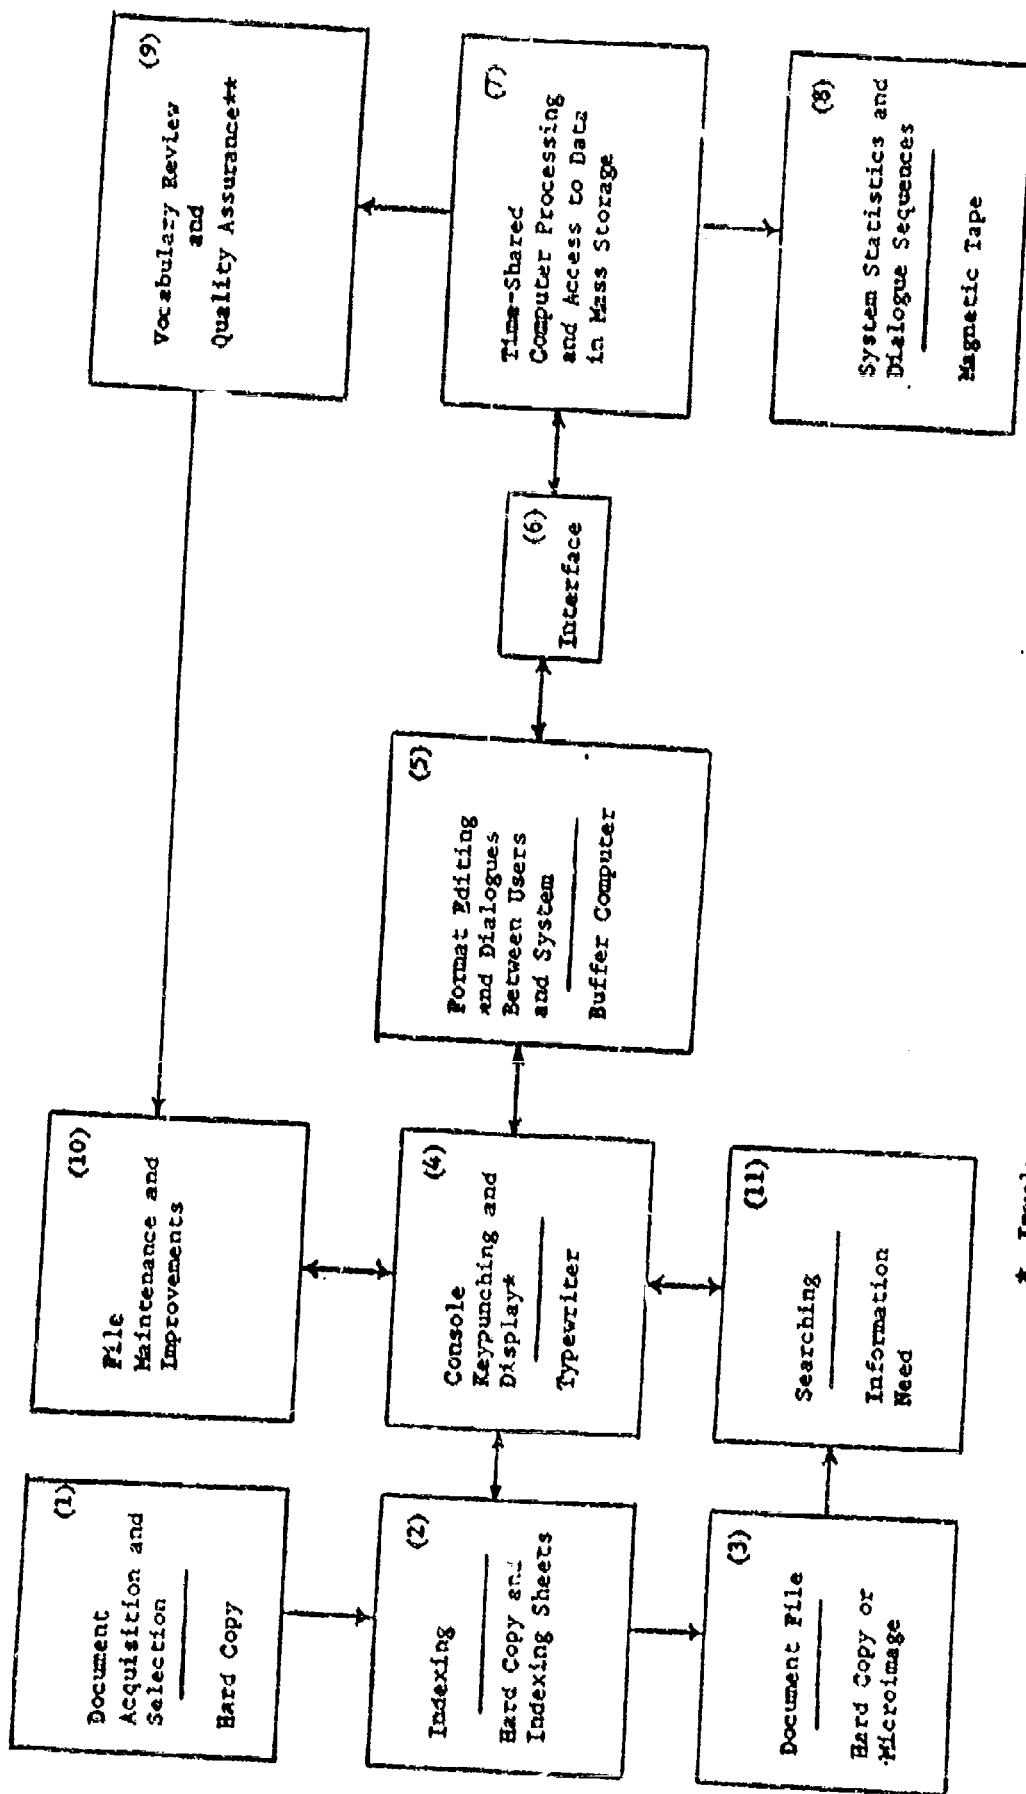 (1)
Document
Acquisition and
Selection
Hard Copy
(2)
Indexing
Hard Copy and
Indexing Sheets
(3)
Document File
Hard Copy or
Microimage
(10)
File
Maintenance and
Improvements
(4)
Console
Keypunching and
Display*
Typewriter
(11)
Searching
Information
Need
(5)
Format Editing
and Dialogues
Between Users
and System
Buffer Computer
(6)
Interface
(9)
Vocabulary Review
and
Quality Assurance**
(7)
Time-Shared
Computer Processing
and Access to Data
in Mass Storage
(8)
System Statistics and
Dialogue Sequences
Magnetic Tape
*